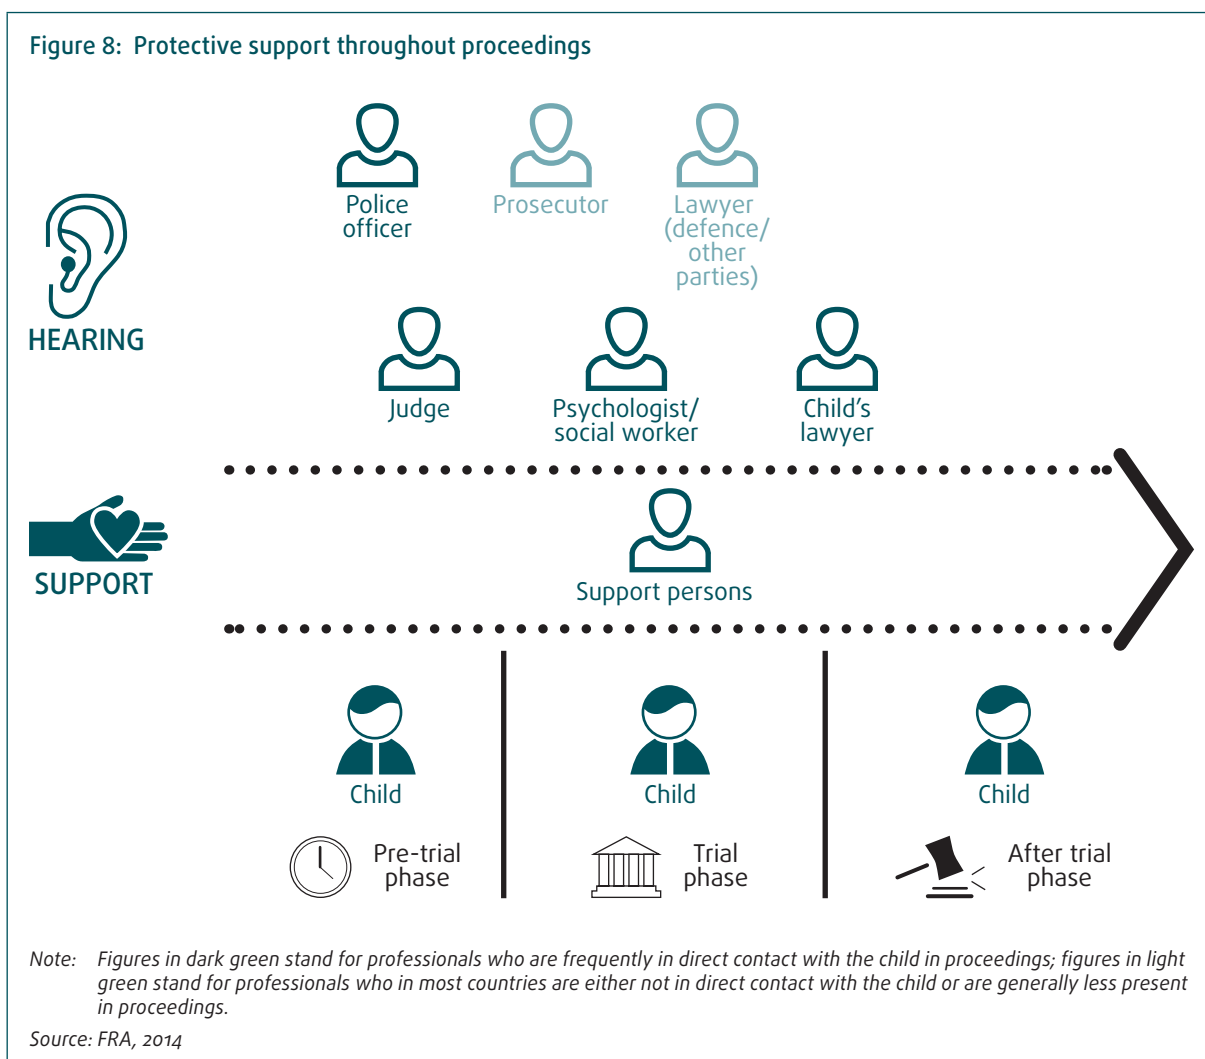 Figure 8: Protective support throughout proceedings
Police
officer
Prosecutor
Lawyer
(defence/
other
parties)
HEARING
Judge
Psychologist/
social worker
Child’s
lawyer
SUPPORT
Support persons
Child
Child
Child
Pre-trial
phase
Trial
phase
After trial
phase
Note: Figures in dark green stand for professionals who are frequently in direct contact with the child in proceedings; figures in light
green stand for professionals who in most countries are either not in direct contact with the child or are generally less present
in proceedings.
Source: FRA, 2014